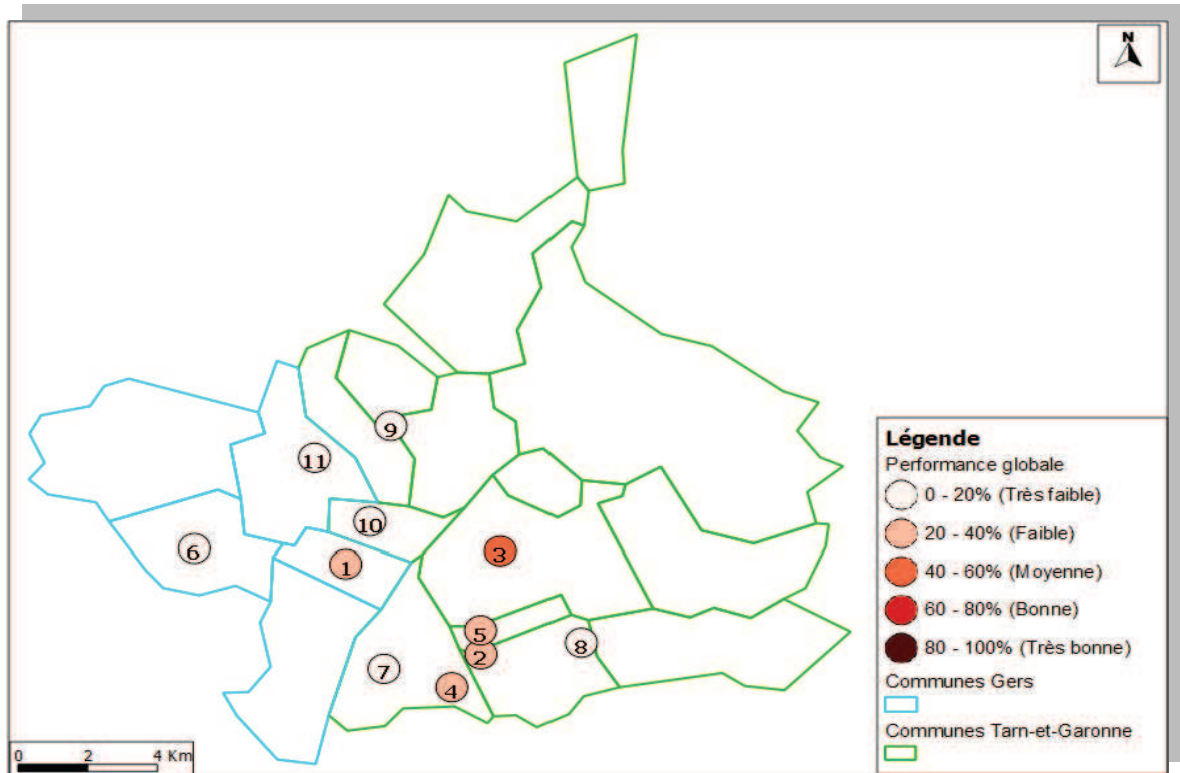 N
9
11
10
6
1
3
5
2
8
7
4
0 2 4 Km
Légende
Performance globale
0 - 20% (Très faible)
20 - 40% (Faible)
40 - 60% (Moyenne)
60 - 80% (Bonne)
80 - 100% (Très bonne)
Communes Gers
Communes Tarn-et-Garonne